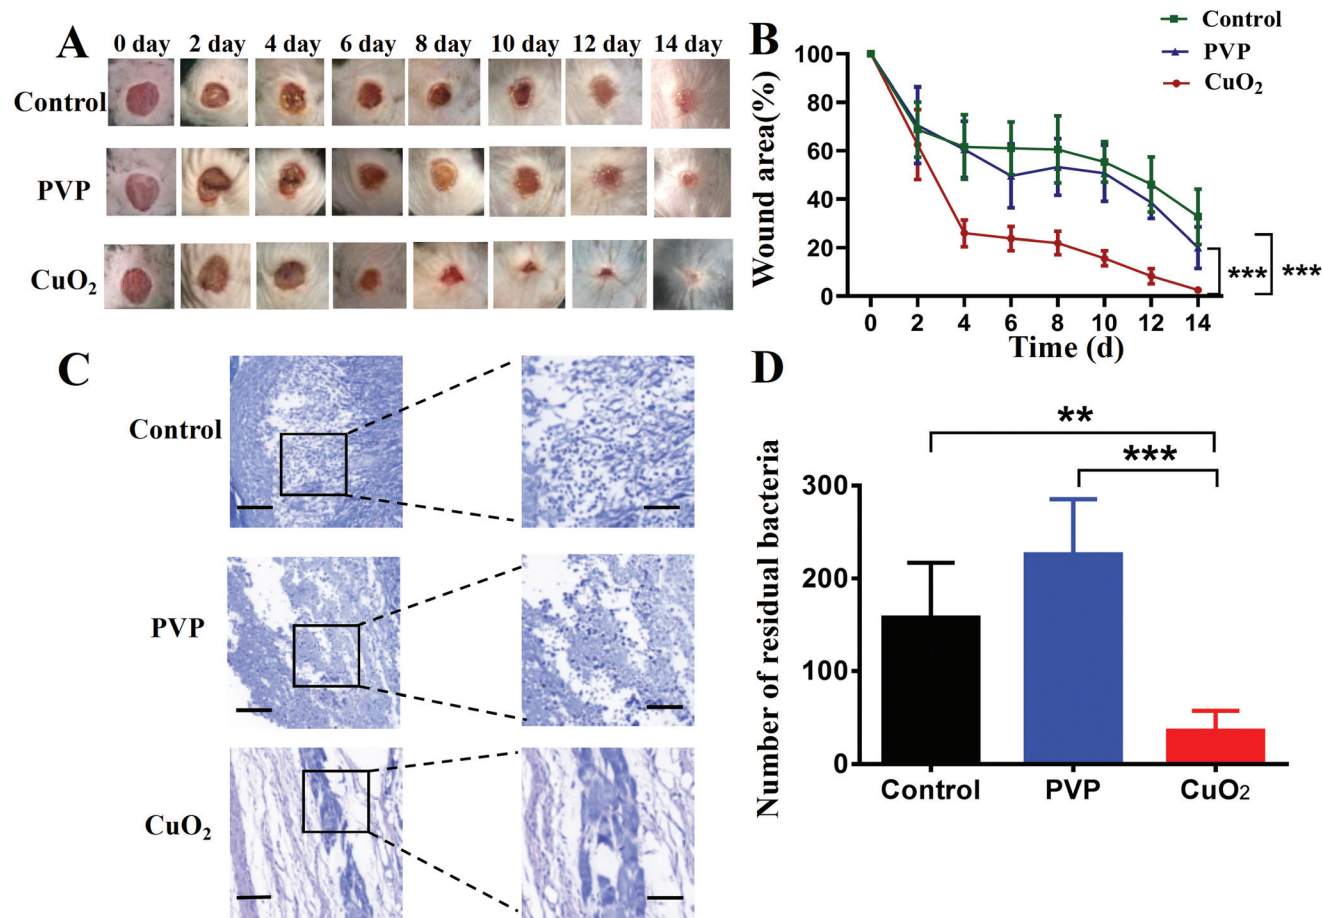 A
0 day 2 day 4 day 6 day 8 day 10 day 12 day 14 day
Control
PVP
CuO₂
B
Control
PVP
CuO₂
Wound area(%)
100
80
60
40
20
0
0 2 4 6 8 10 12 14
Time (d)
*** ***
C
Control
PVP
CuO₂
D
**
***
Number of residual bacteria
300
200
100
0
Control PVP CuO₂